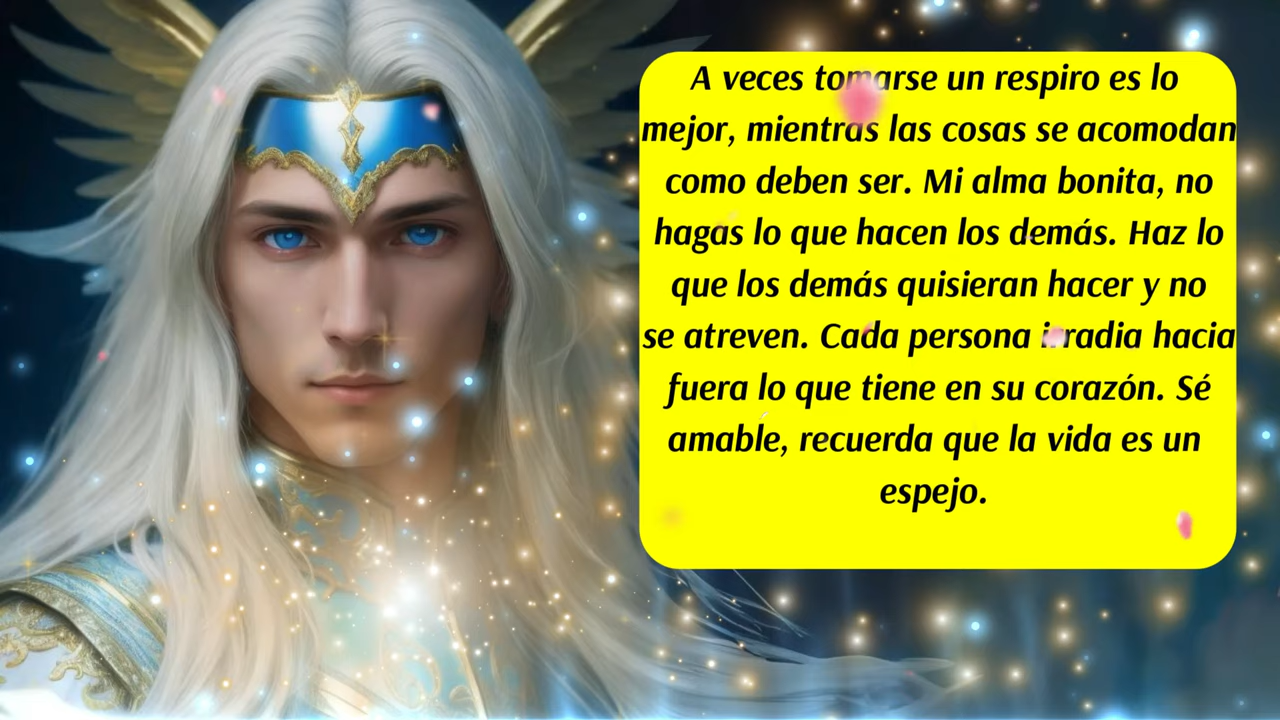 A veces tomarse un respiro es lo
mejor, mientras las cosas se acomodan
como deben ser. Mi alma bonita, no
hagas lo que hacen los demás. Haz lo
que los demás quisieran hacer y no
se atreven. Cada persona irradia hacia
fuera lo que tiene en su corazón. Sé
amable, recuerda que la vida es un
espejo.